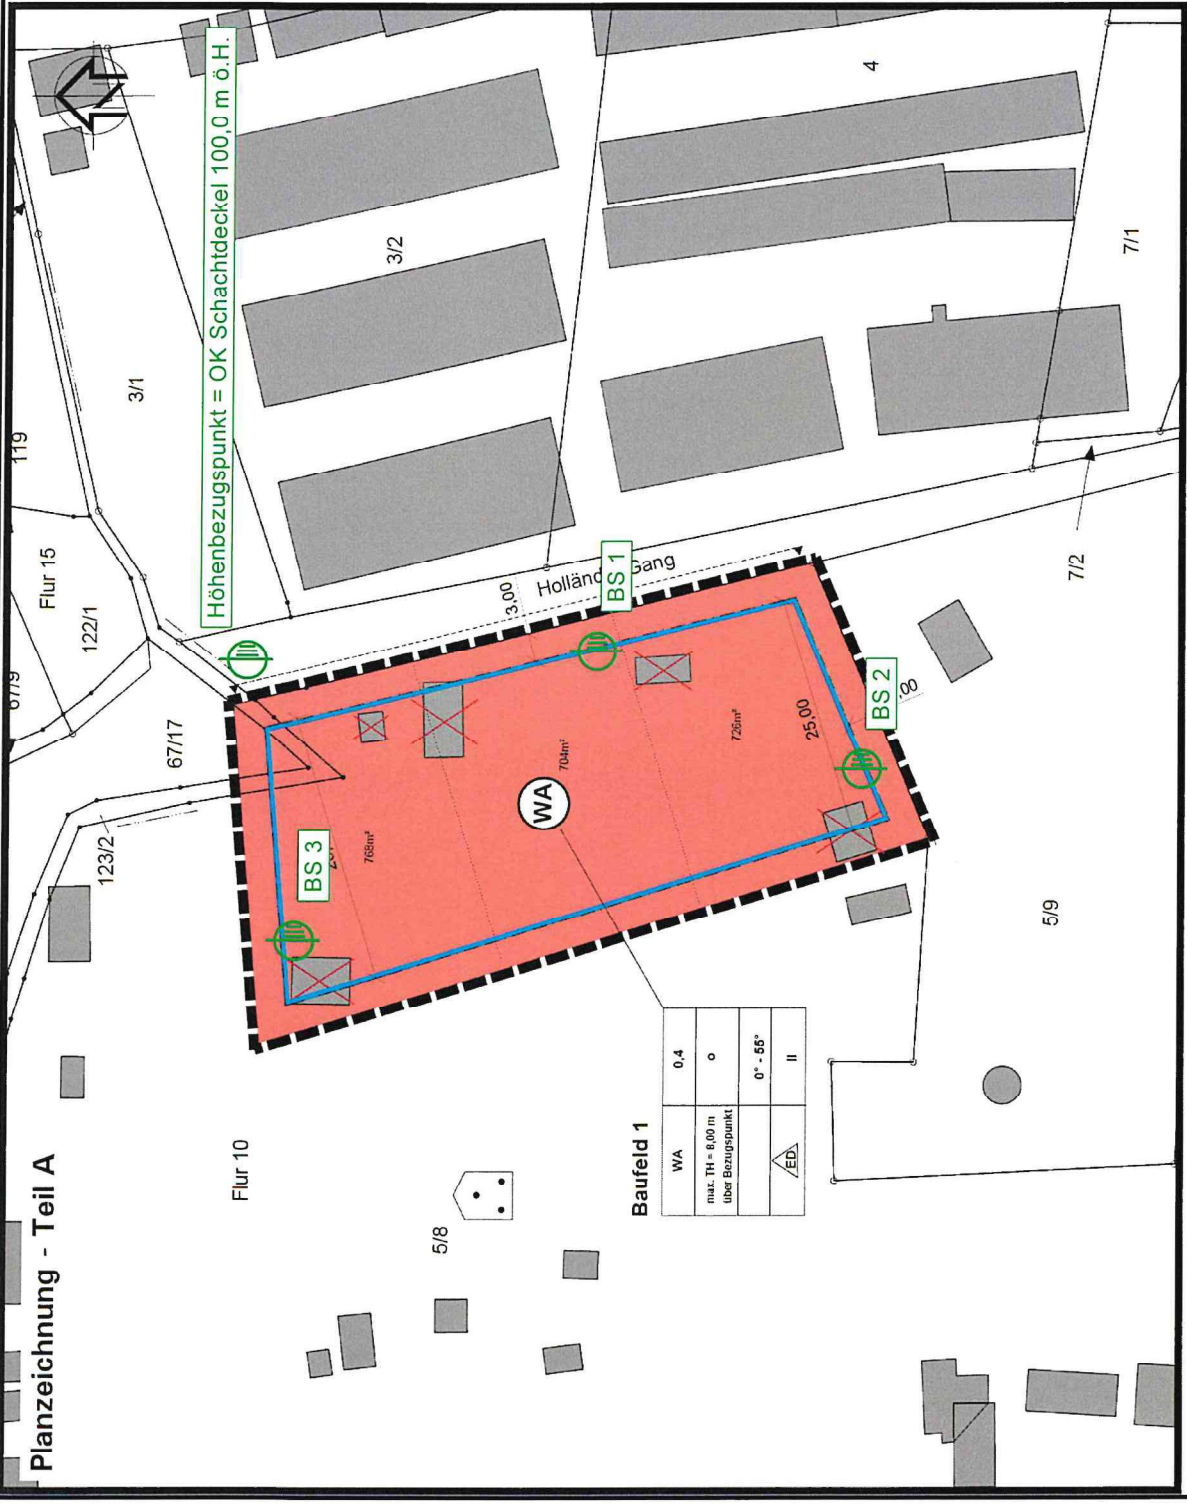 Planzeichnung - Teil A
Höhenbezugspunkt = OK Schachtdeckel 100,0 m ö.H.
119
Flur 15
122/1
67/9
67/17
123/2
3/1
3/2
4
7/1
7/2
5/9
5/8
Flur 10
3,00
BS 1
BS 2
BS 3
25,00
768m²
704m²
726m²
WA
Baufeld 1
WA
0,4
max. TH = 8,00 m
über Bezugspunkt
o
0° - 55°
ED
II